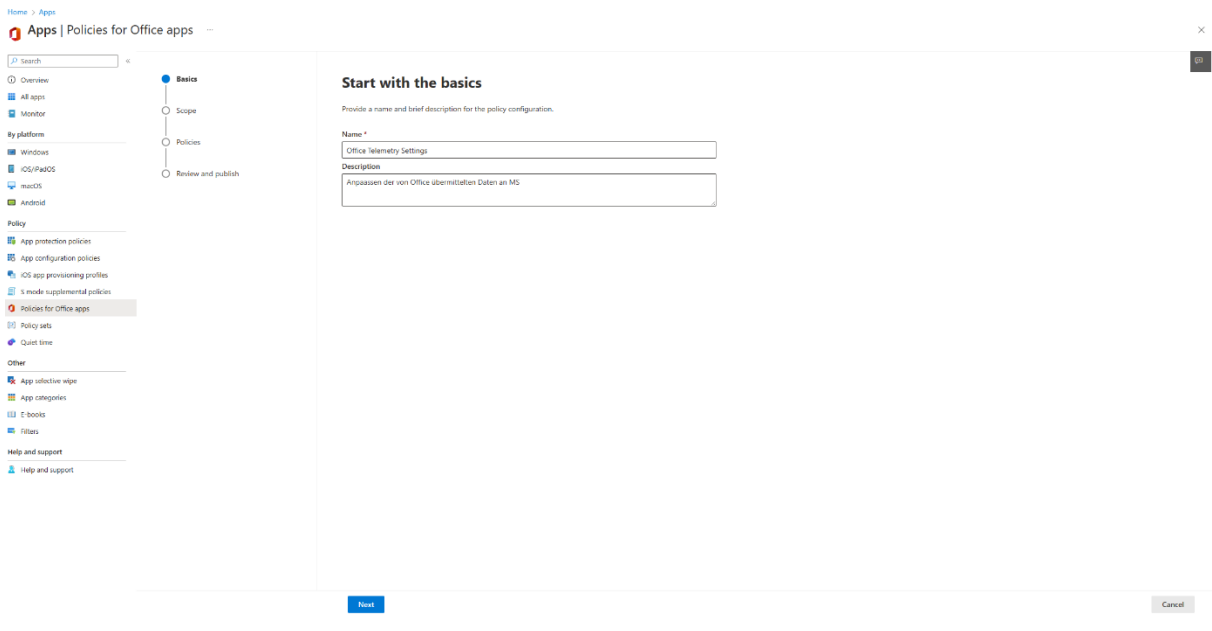 Home > Apps
Apps | Policies for Office apps ...
Search «
Overview
All apps
Monitor
By platform
Windows
iOS/iPadOS
macOS
Android
Policy
App protection policies
App configuration policies
iOS app provisioning profiles
S mode supplemental policies
Policies for Office apps
Policy sets
Quiet time
Other
App selective wipe
App categories
E-books
Filters
Help and support
Help and support
Basics
Scope
Policies
Review and publish
Start with the basics
Provide a name and brief description for the policy configuration.
Name *
Office Telemetry Settings
Description
Anpaassen der von Office übermittelten Daten an MS
Next
Cancel